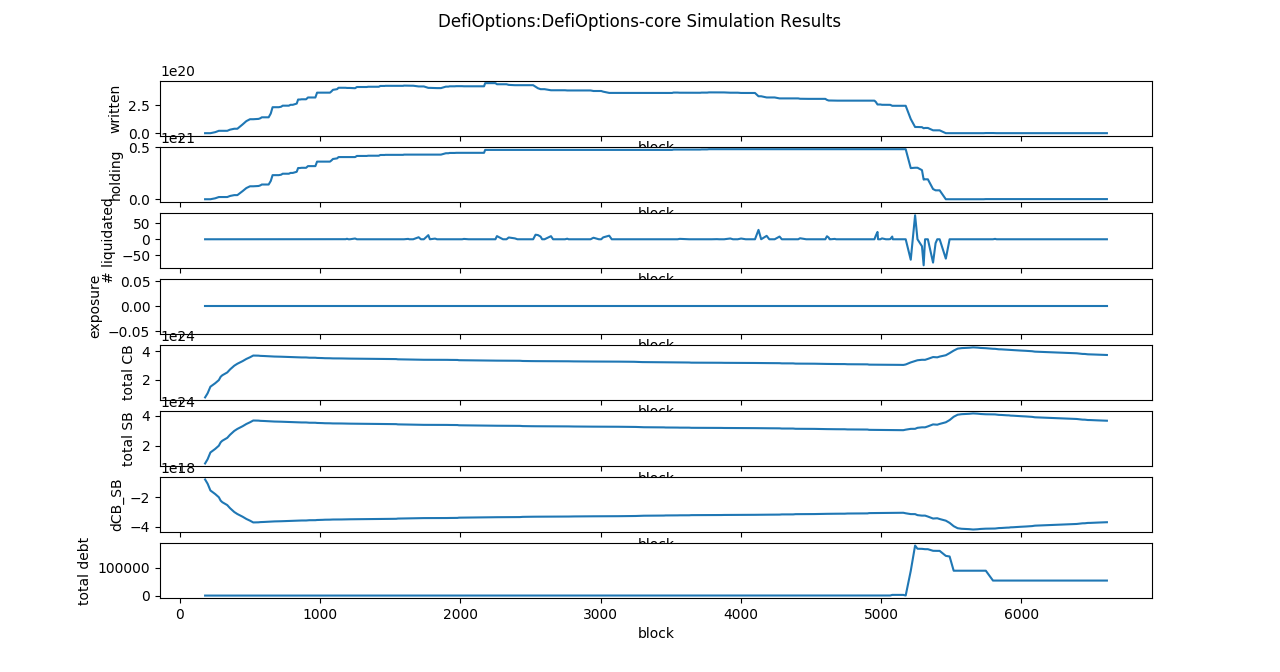 DefiOptions:DefiOptions-core Simulation Results
1e20
written
2.5
0.0
block
1e21
holding
0.5
0.0
block
# liquidated
50
0
−50
block
exposure
0.05
0.00
−0.05
block
1e24
total CB
4
2
block
1e24
total SB
4
2
block
1e18
dCB_SB
−2
−4
block
total debt
100000
0
0 1000 2000 3000 4000 5000 6000
block